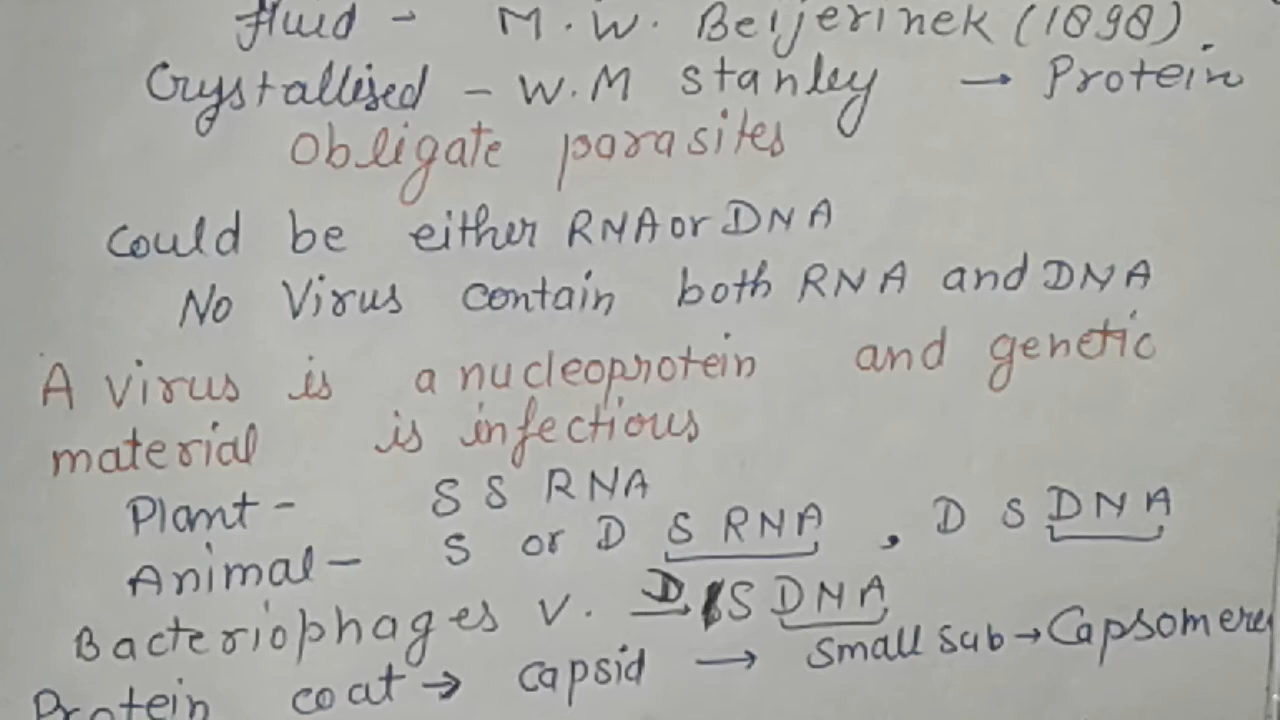 fluid - M.W. Beijerinek (1898).
Crystallised - W.M Stanley → Protein
Obligate parasites
Could be either RNA or DNA
No Virus contain both RNA and DNA
A virus is a nucleoprotein and genetic
material is infectious
Plant - S S RNA
Animal - S or D S RNA, D S DNA
Bacteriophages V. D S DNA
Protein coat → capsid → small sub → Capsomere